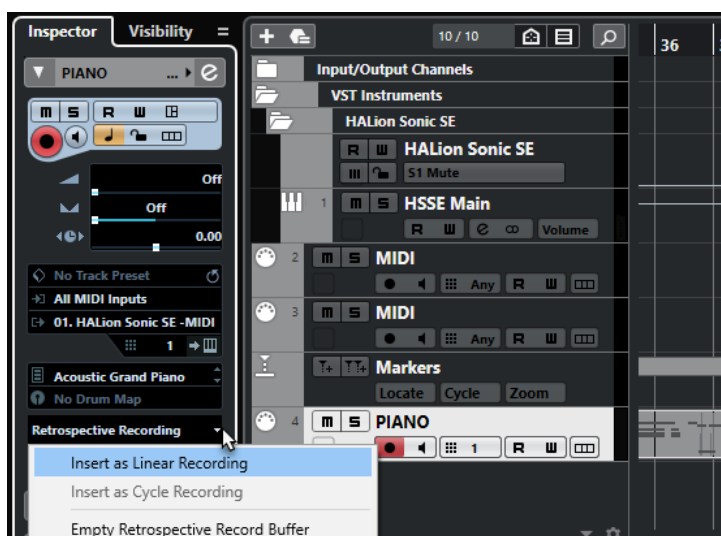 Inspector Visibility
10 / 10
36
PIANO ... e
Input/Output Channels
VST Instruments
m S R W
HALion Sonic SE
R W HALion Sonic SE
S1 Mute
Off
1 m S HSSE Main
Off
R W e Volume
0.00
2 m S MIDI
No Track Preset
Any R W
All MIDI Inputs
3 m S MIDI
01. HALion Sonic SE -MIDI
Any R W
1
Markers
Acoustic Grand Piano
Locate Cycle Zoom
No Drum Map
4 m S PIANO
Retrospective Recording
1 R W
Insert as Linear Recording
Insert as Cycle Recording
Empty Retrospective Record Buffer